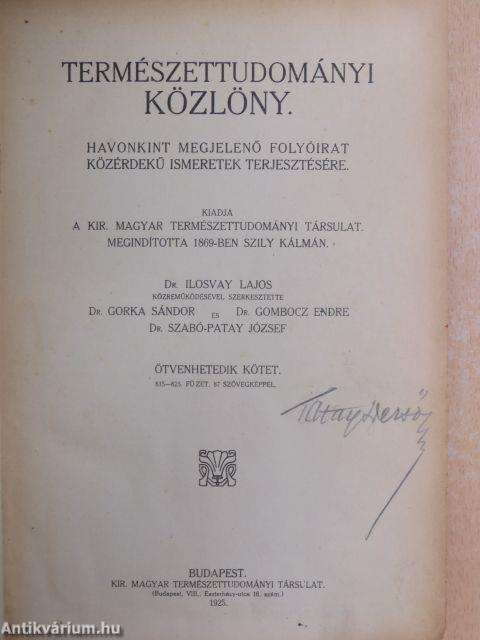 TERMÉSZETTUDOMÁNYI
KÖZLÖNY.
HAVONKINT MEGJELENŐ FOLYÓIRAT
KÖZÉRDEKŰ ISMERETEK TERJESZTÉSÉRE.
KIADJA
A KIR. MAGYAR TERMÉSZETTUDOMÁNYI TÁRSULAT.
MEGINDÍTOTTA 1869-BEN SZILY KÁLMÁN.
DR. ILOSVAY LAJOS
KÖZREMŰKÖDÉSÉVEL SZERKESZTETTE
DR. GORKA SÁNDOR ÉS DR. GOMBOCZ ENDRE
DR. SZABÓ-PATAY JÓZSEF
ÖTVENHETEDIK KÖTET.
815—825. FÜZET. 87 SZÖVEGKÉPPEL.
Dezső
BUDAPEST.
KIR. MAGYAR TERMÉSZETTUDOMÁNYI TÁRSULAT.
(Budapest, VIII., Eszterházy-utca 16. szám.)
1925.
Antikvárium.hu